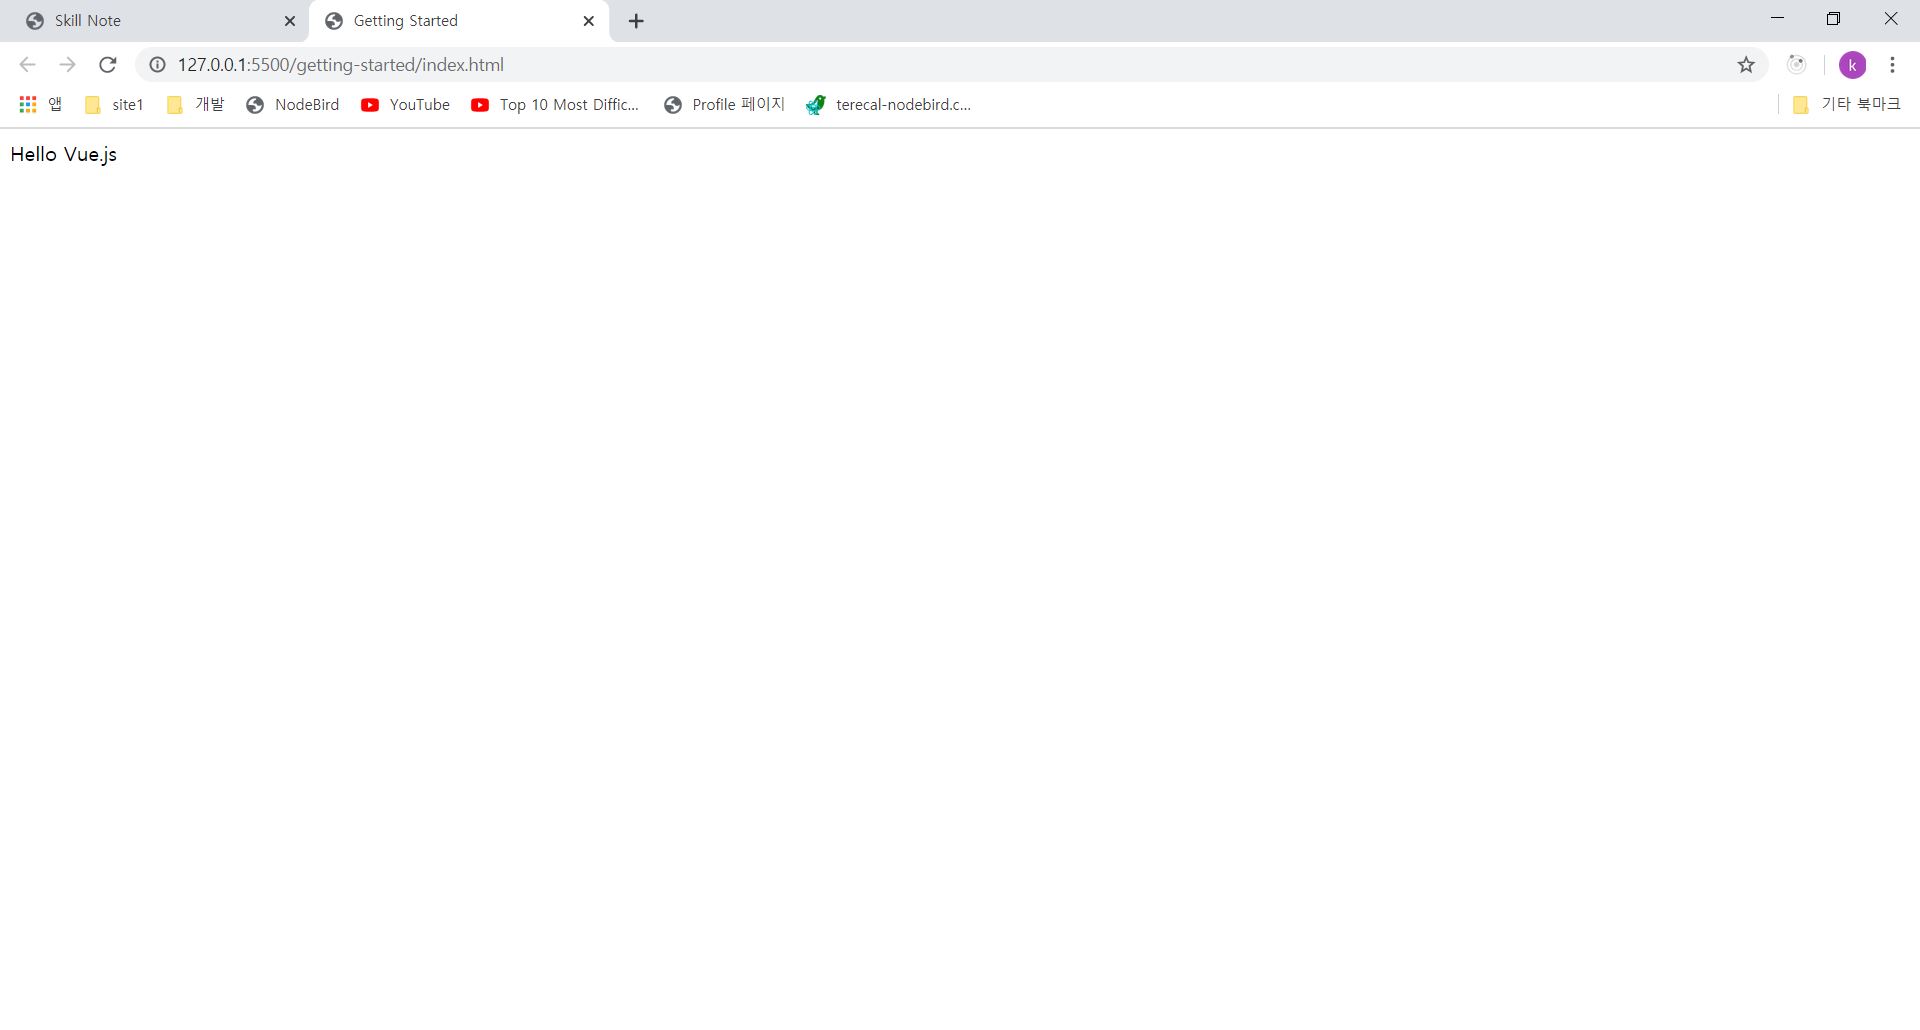 Skill Note
Getting Started
127.0.0.1:5500/getting-started/index.html
k
앱 site1 개발 NodeBird YouTube Top 10 Most Diffic... Profile 페이지 terecal-nodebird.c... 기타 북마크
Hello Vue.js